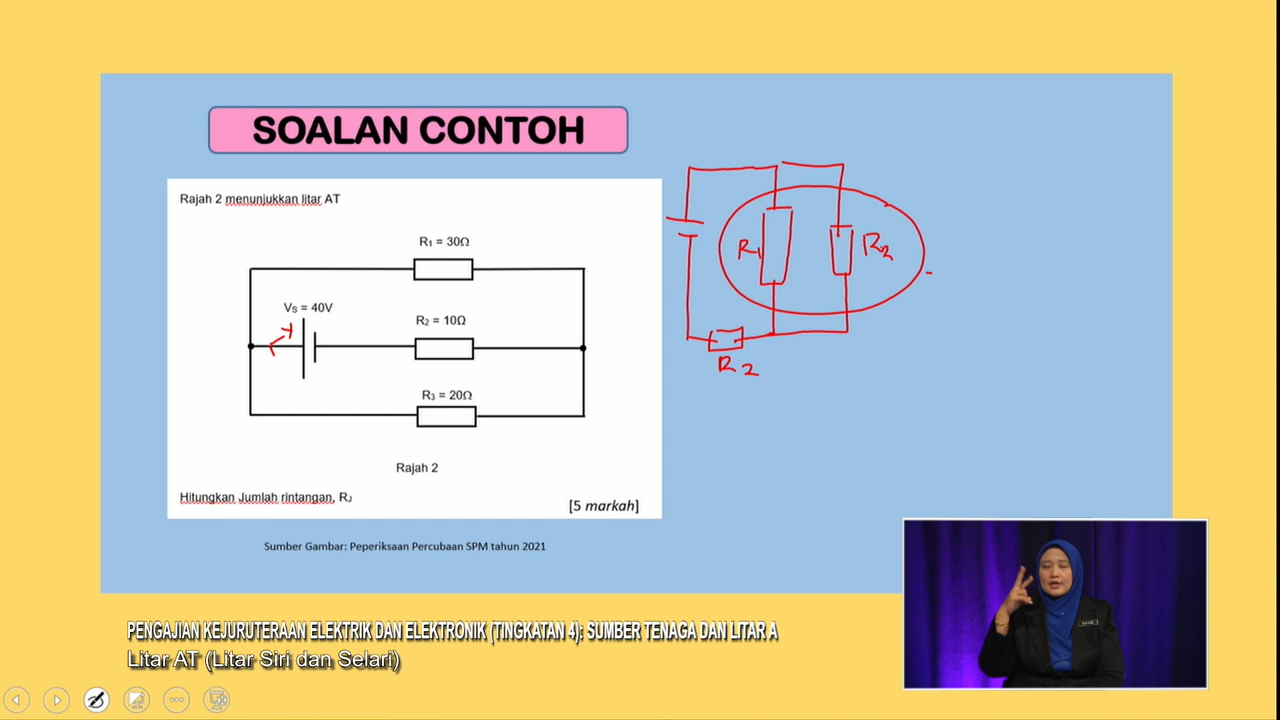 SOALAN CONTOH
Rajah 2 menunjukkan litar AT
R₁ = 30Ω
Vs = 40V
R₂ = 10Ω
R₃ = 20Ω
Rajah 2
Hitungkan Jumlah rintangan, RJ
[5 markah]
Sumber Gambar: Peperiksaan Percubaan SPM tahun 2021
R1
R2
R2
PENGAJIAN KEJURUTERAAN ELEKTRIK DAN ELEKTRONIK (TINGKATAN 4): SUMBER TENAGA DAN LITAR A
Litar AT (Litar Siri dan Selari)